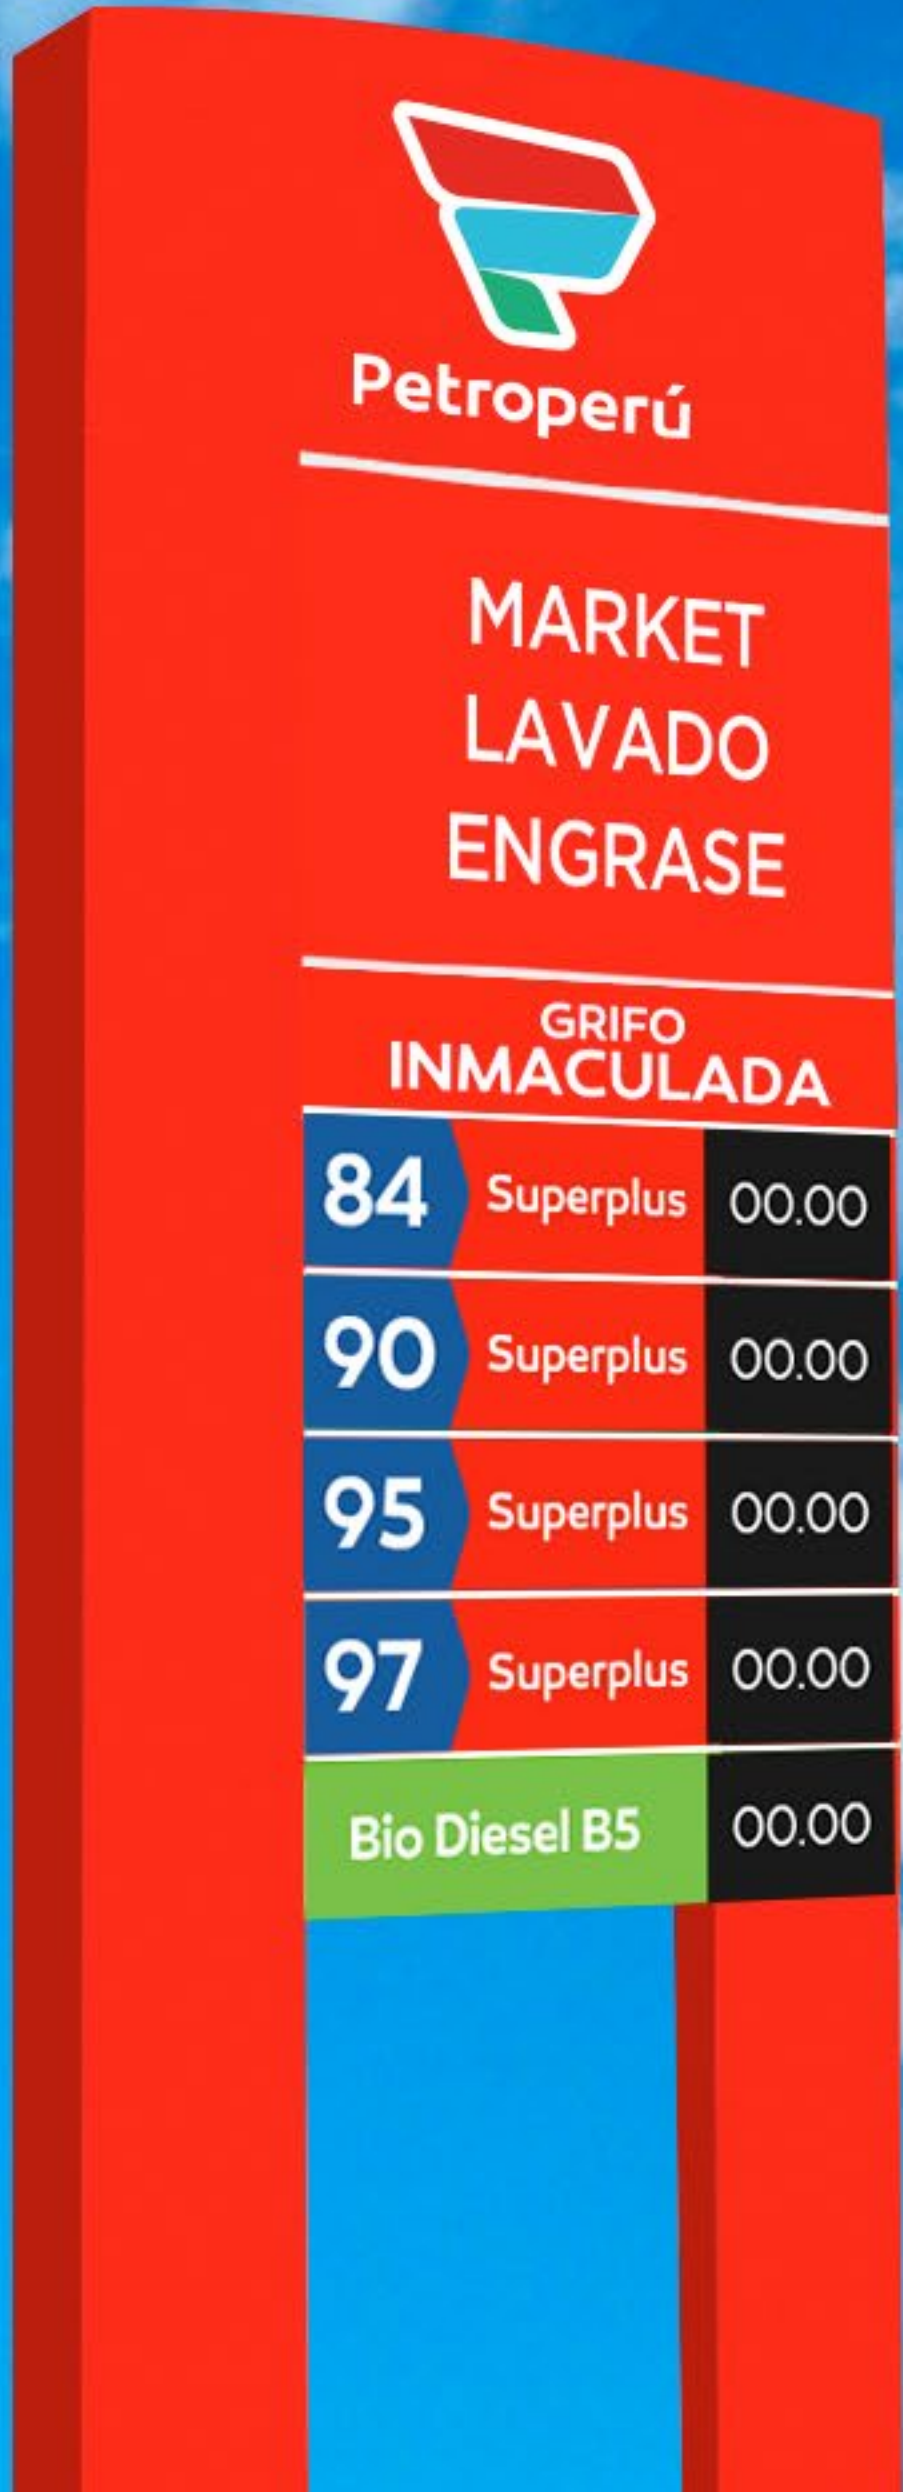 Petroperú
MARKET
LAVADO
ENGRASE
GRIFO
INMACULADA
84 Superplus 00.00
90 Superplus 00.00
95 Superplus 00.00
97 Superplus 00.00
Bio Diesel B5 00.00